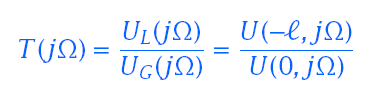 T(jΩ) = U_L(jΩ) / U_G(jΩ) = U(−ℓ, jΩ) / U(0, jΩ)